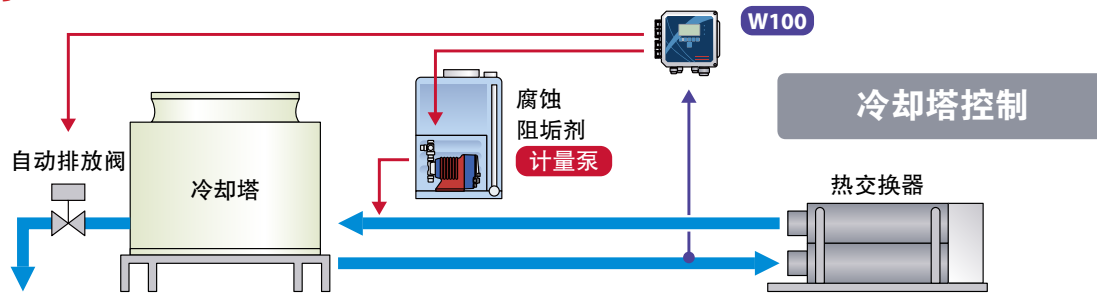 W100
冷却塔控制
腐蚀
阻垢剂
计量泵
自动排放阀
冷却塔
热交换器